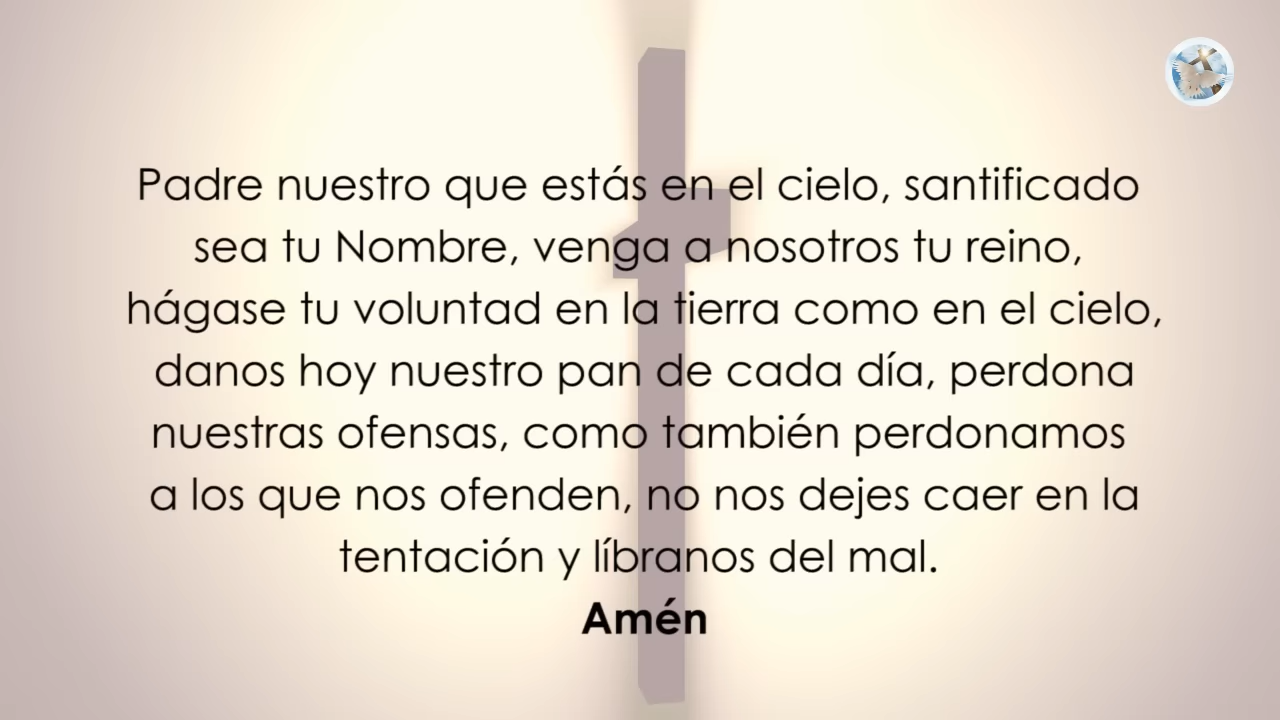 Padre nuestro que estás en el cielo, santificado
sea tu Nombre, venga a nosotros tu reino,
hágase tu voluntad en la tierra como en el cielo,
danos hoy nuestro pan de cada día, perdona
nuestras ofensas, como también perdonamos
a los que nos ofenden, no nos dejes caer en la
tentación y líbranos del mal.
Amén